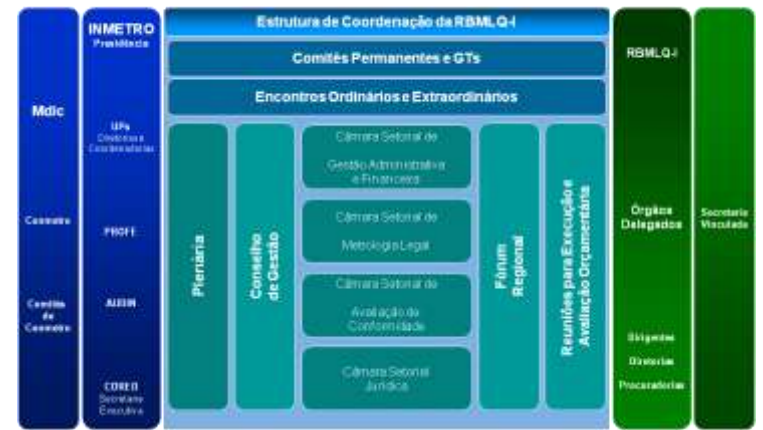 Mdic
Conmetro
Comitês
do
Conmetro
INMETRO
Presidência
UPs
Diretorias e
Coordenadorias
PROFE
AUDIN
CORED
Secretaria
Executiva
Estrutura de Coordenação da RBMLQ-I
Comitês Permanentes e GTs
Encontros Ordinários e Extraordinários
Plenária
Conselho
de Gestão
Câmara Setorial de
Gestão Administrativa
e Financeira
Câmara Setorial de
Metrologia Legal
Câmara Setorial de
Avaliação da
Conformidade
Câmara Setorial
Jurídica
Fórum
Regional
Reuniões para Execução e
Avaliação Orçamentária
RBMLQ-I
Órgãos
Delegados
Dirigentes
Diretorias
Procuradorias
Secretaria
Vinculada